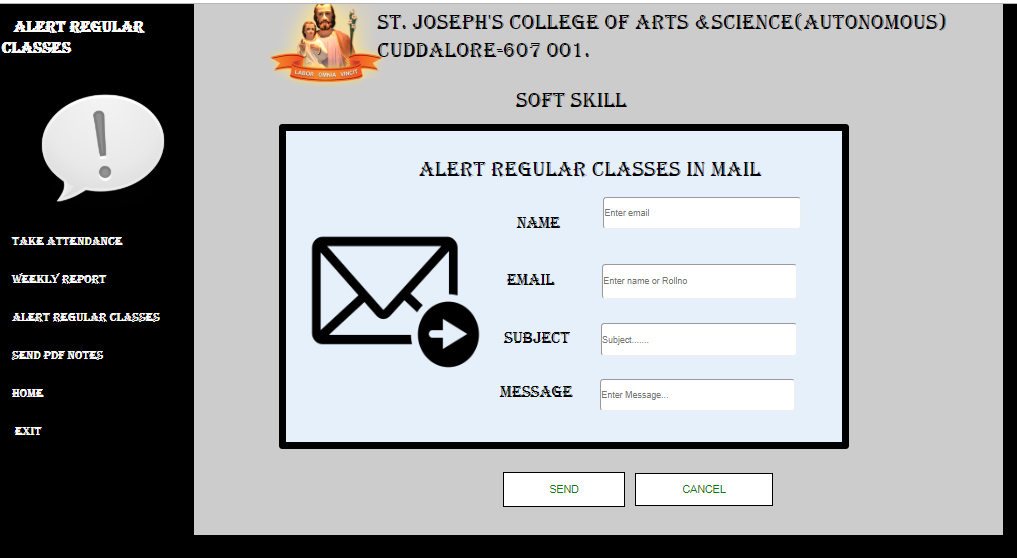 ALERT REGULAR
CLASSES
TAKE ATTENDANCE
WEEKLY REPORT
ALERT REGULAR CLASSES
SEND PDF NOTES
HOME
EXIT
ST. JOSEPH'S COLLEGE OF ARTS &SCIENCE(AUTONOMOUS)
CUDDALORE-607 001.
LABOR OMNIA VINCIT
SOFT SKILL
ALERT REGULAR CLASSES IN MAIL
NAME
Enter email
EMAIL
Enter name or Rollno
SUBJECT
Subject.......
MESSAGE
Enter Message...
SEND
CANCEL